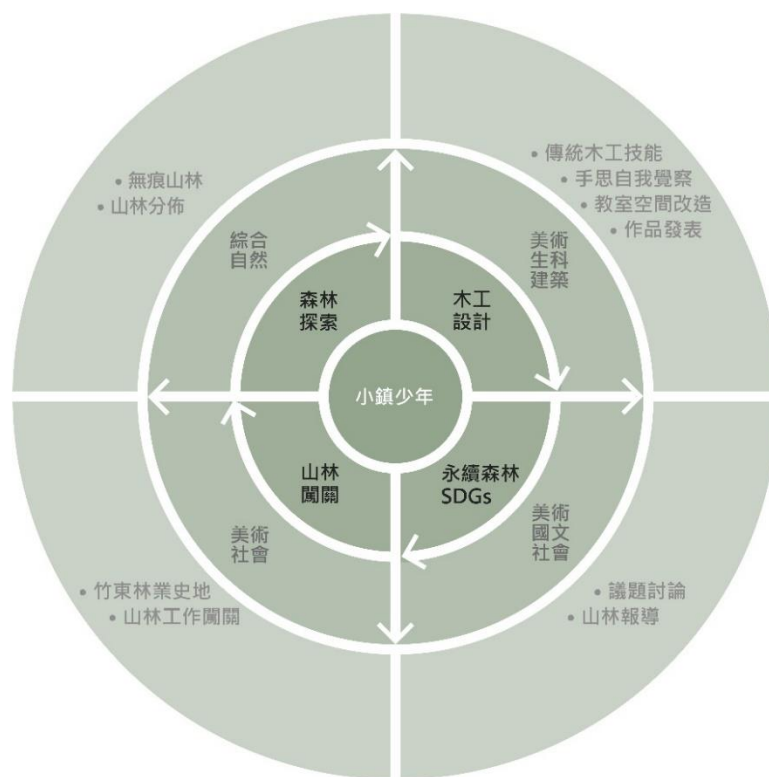 • 無痕山林
• 山林分佈
• 傳統木工技能
• 手思自我覺察
• 教室空間改造
• 作品發表
綜合
自然
美術
生科
建築
森林
探索
木工
設計
小鎮少年
山林
闖關
永續森林
SDGs
美術
社會
美術
國文
社會
• 竹東林業史地
• 山林工作闖關
• 議題討論
• 山林報導